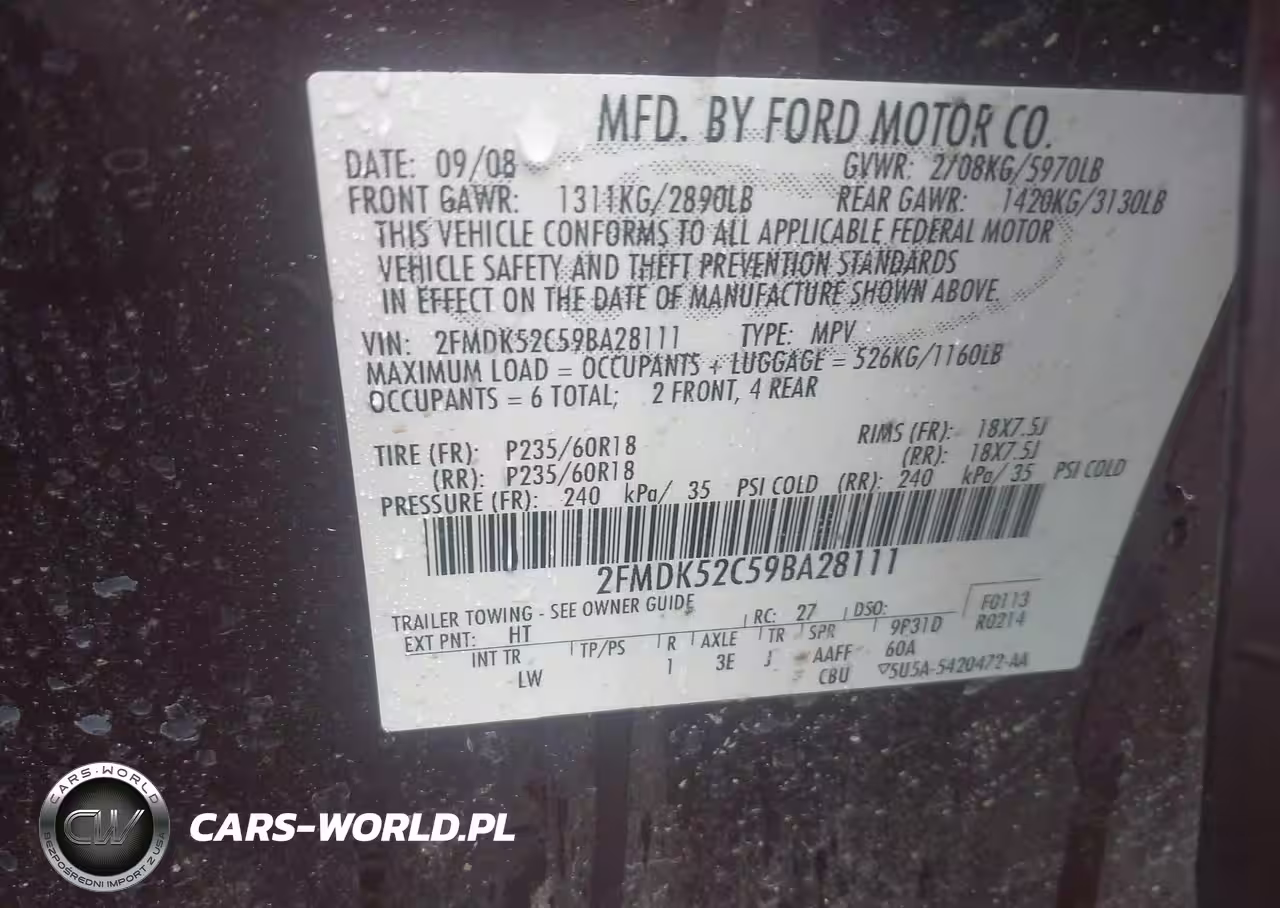 MFD. BY FORD MOTOR CO.
DATE: 09/08 GVWR: 2708KG/5970LB
FRONT GAWR: 1311KG/2890LB REAR GAWR: 1420KG/3130LB
THIS VEHICLE CONFORMS TO ALL APPLICABLE FEDERAL MOTOR
VEHICLE SAFETY AND THEFT PREVENTION STANDARDS
IN EFFECT ON THE DATE OF MANUFACTURE SHOWN ABOVE.
VIN: 2FMDK52C59BA28111 TYPE: MPV
MAXIMUM LOAD = OCCUPANTS + LUGGAGE = 526KG/1160LB
OCCUPANTS = 6 TOTAL; 2 FRONT, 4 REAR
TIRE (FR): P235/60R18 RIMS (FR): 18X7.5J
(RR): P235/60R18 (RR): 18X7.5J
PRESSURE (FR): 240 kPa/ 35 PSI COLD (RR): 240 kPa/ 35 PSI COLD
2FMDK52C59BA28111
TRAILER TOWING - SEE OWNER GUIDE
EXT PNT: HT RC: 27 DSO: F0113
INT TR TP/PS R AXLE TR SPR 9P31D R0214
LW 1 3E J AAFF 60A
CBU ▽5U5A-5420472-AA
CARS-WORLD
CW
BEZPOŚREDNI IMPORT Z USA
CARS-WORLD.PL